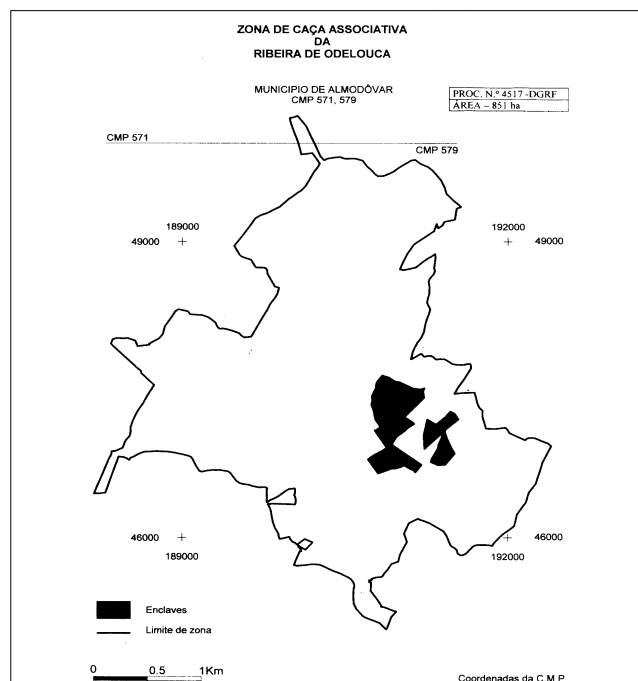 ZONA DE CAÇA ASSOCIATIVA
DA
RIBEIRA DE ODELOUCA
MUNICIPIO DE ALMODÔVAR
CMP 571, 579
PROC. N.º 4517 -DGRF
ÁREA – 851 ha
CMP 571
CMP 579
189000
49000
192000
49000
46000
189000
46000
192000
Enclaves
Limite de zona
0 0.5 1Km
Coordenadas da C.M.P.